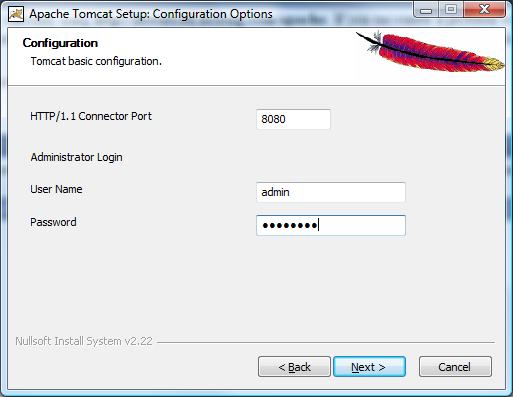 Apache Tomcat Setup: Configuration Options
Configuration
Tomcat basic configuration.
HTTP/1.1 Connector Port
8080
Administrator Login
User Name
admin
Password
●●●●●●●●
Nullsoft Install System v2.22
< Back
Next >
Cancel